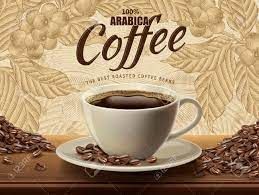 100%
ARABICA
Coffee
THE BEST ROASTED COFFEE BEANS